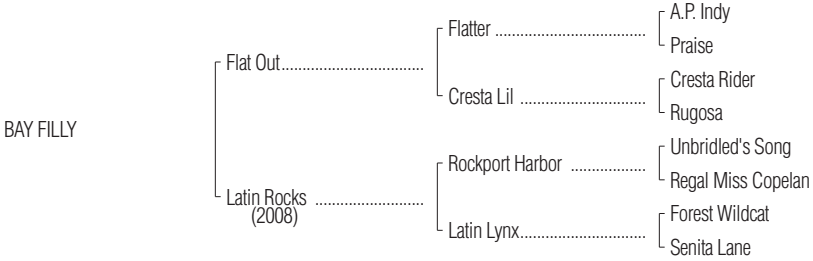 A.P. Indy
Flatter ....................................
Praise
Flat Out.................................
Cresta Rider
Cresta Lil ..............................
Rugosa
BAY FILLY
Unbridled's Song
Rockport Harbor ..................
Regal Miss Copelan
Latin Rocks ..........................
(2008)
Forest Wildcat
Latin Lynx..............................
Senita Lane